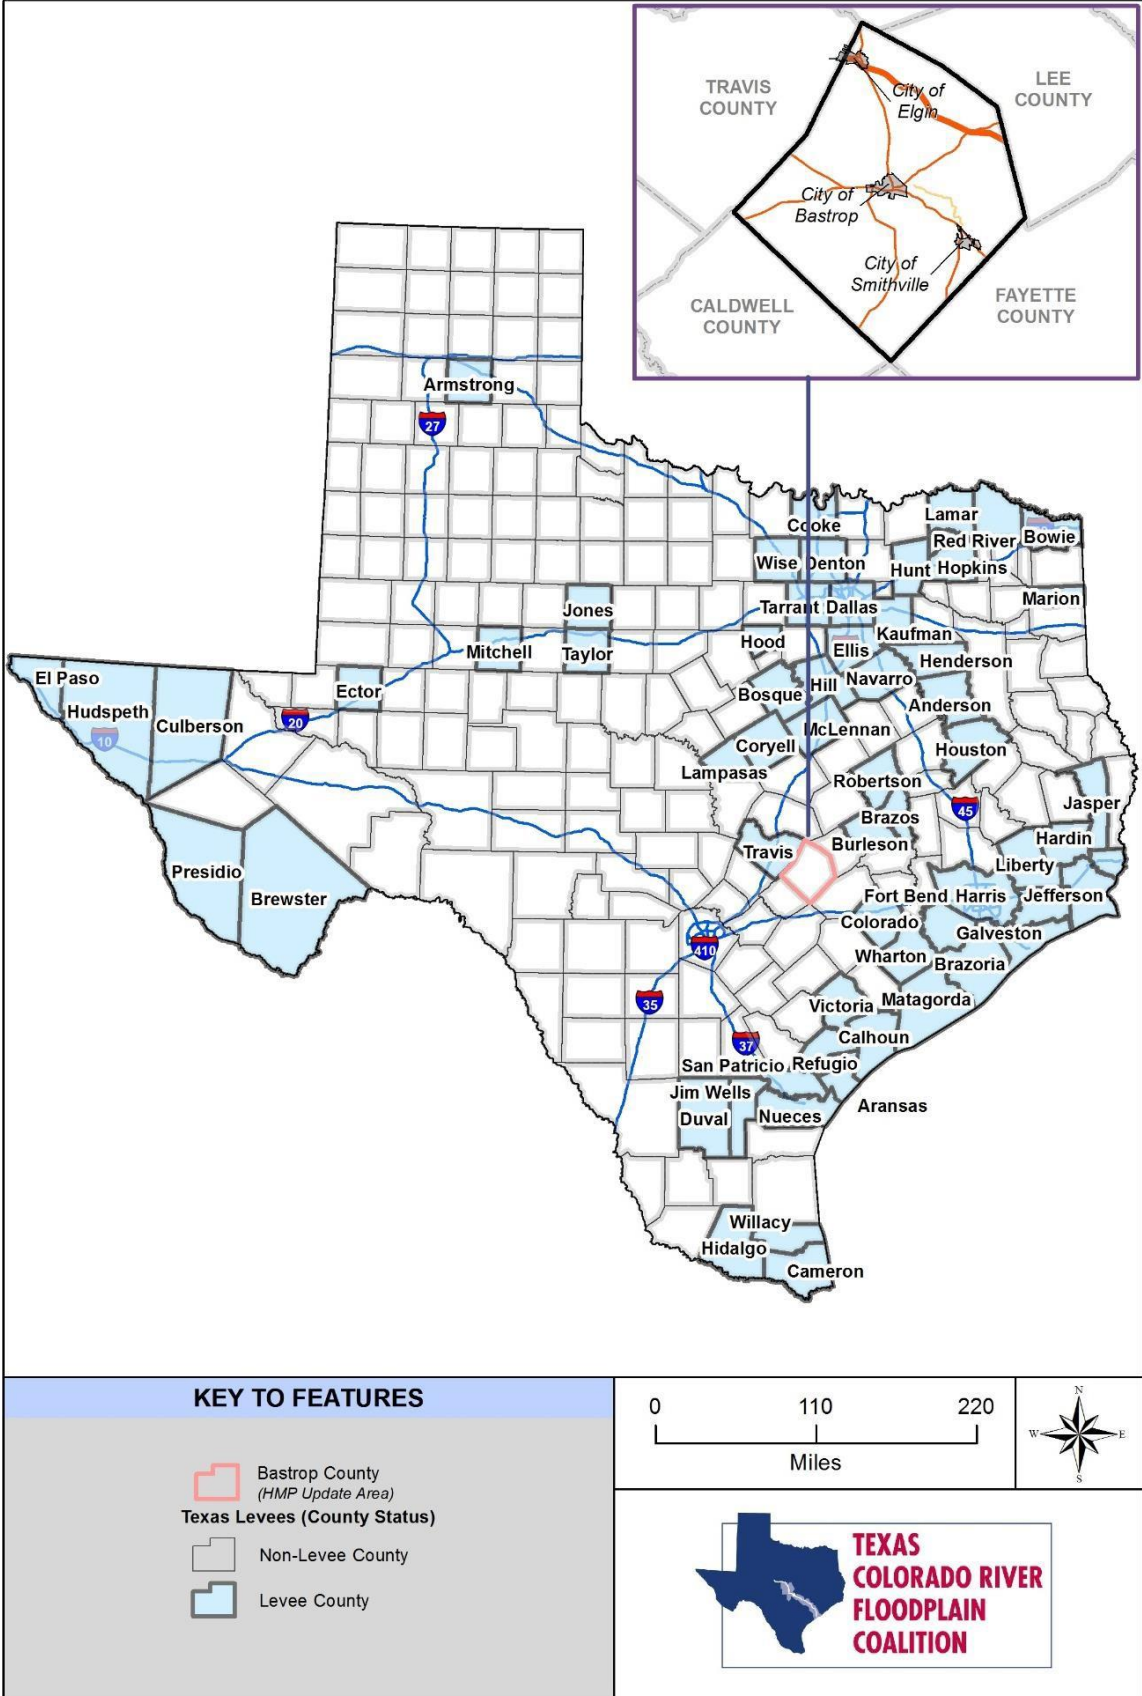 TRAVIS
COUNTY
LEE
COUNTY
City of
Elgin
City of
Bastrop
City of
Smithville
CALDWELL
COUNTY
FAYETTE
COUNTY
Armstrong
27
Cooke
Lamar
Red River
Bowie
Wise
Denton
Hunt
Hopkins
Jones
Tarrant
Dallas
Marion
Mitchell
Taylor
Hood
Kaufman
Ellis
Henderson
El Paso
Ector
Bosque
Hill
Navarro
Anderson
Hudspeth
Culberson
20
10
Coryell
McLennan
Houston
Lampasas
Robertson
Jasper
45
Brazos
Hardin
Travis
Burleson
Liberty
Presidio
Brewster
Fort Bend
Harris
Jefferson
Colorado
Galveston
410
Wharton
Brazoria
35
Victoria
Matagorda
37
Calhoun
San Patricio
Refugio
Jim Wells
Aransas
Duval
Nueces
Willacy
Hidalgo
Cameron
KEY TO FEATURES
Bastrop County
(HMP Update Area)
Texas Levees (County Status)
Non-Levee County
Levee County
0 110 220
Miles
N
W
E
S
TEXAS
COLORADO RIVER
FLOODPLAIN
COALITION